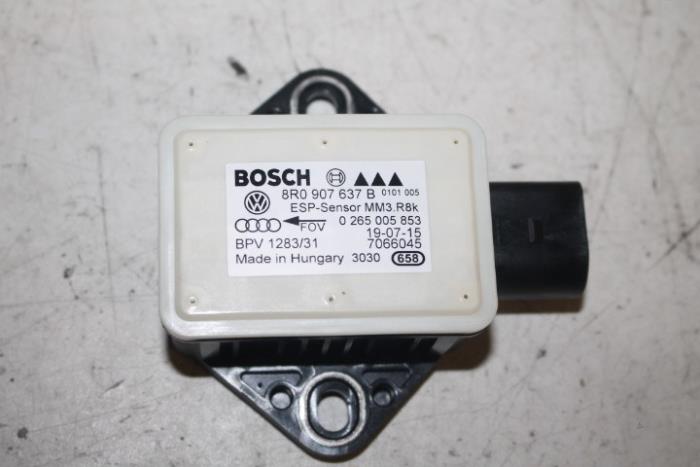 BOSCH
8R0 907 637 B 0101 005
ESP-Sensor MM3.R8k
FOV 0 265 005 853
19-07-15
BPV 1283/31 7066045
Made in Hungary 3030 658